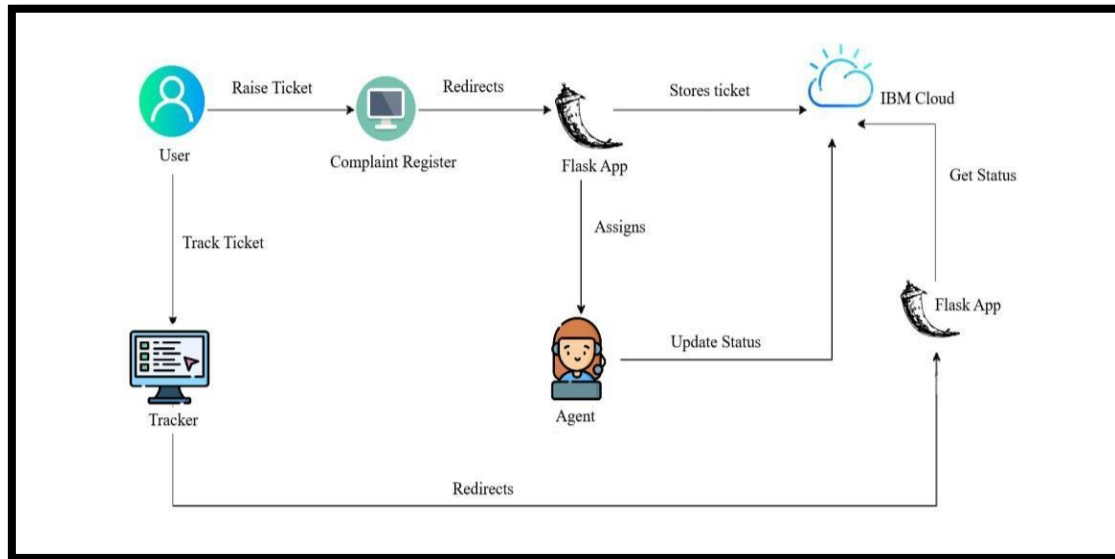 Raise Ticket
Redirects
Stores ticket
IBM Cloud
User
Complaint Register
Flask App
Get Status
Track Ticket
Assigns
Flask App
Update Status
Tracker
Agent
Redirects